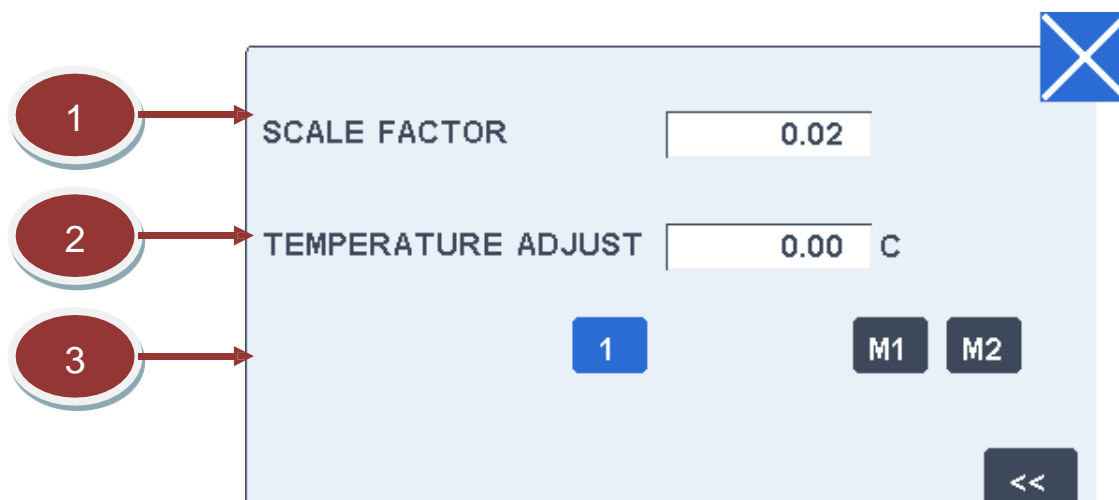 1
SCALE FACTOR 0.02
2
TEMPERATURE ADJUST 0.00 C
3
1 M1 M2
<<